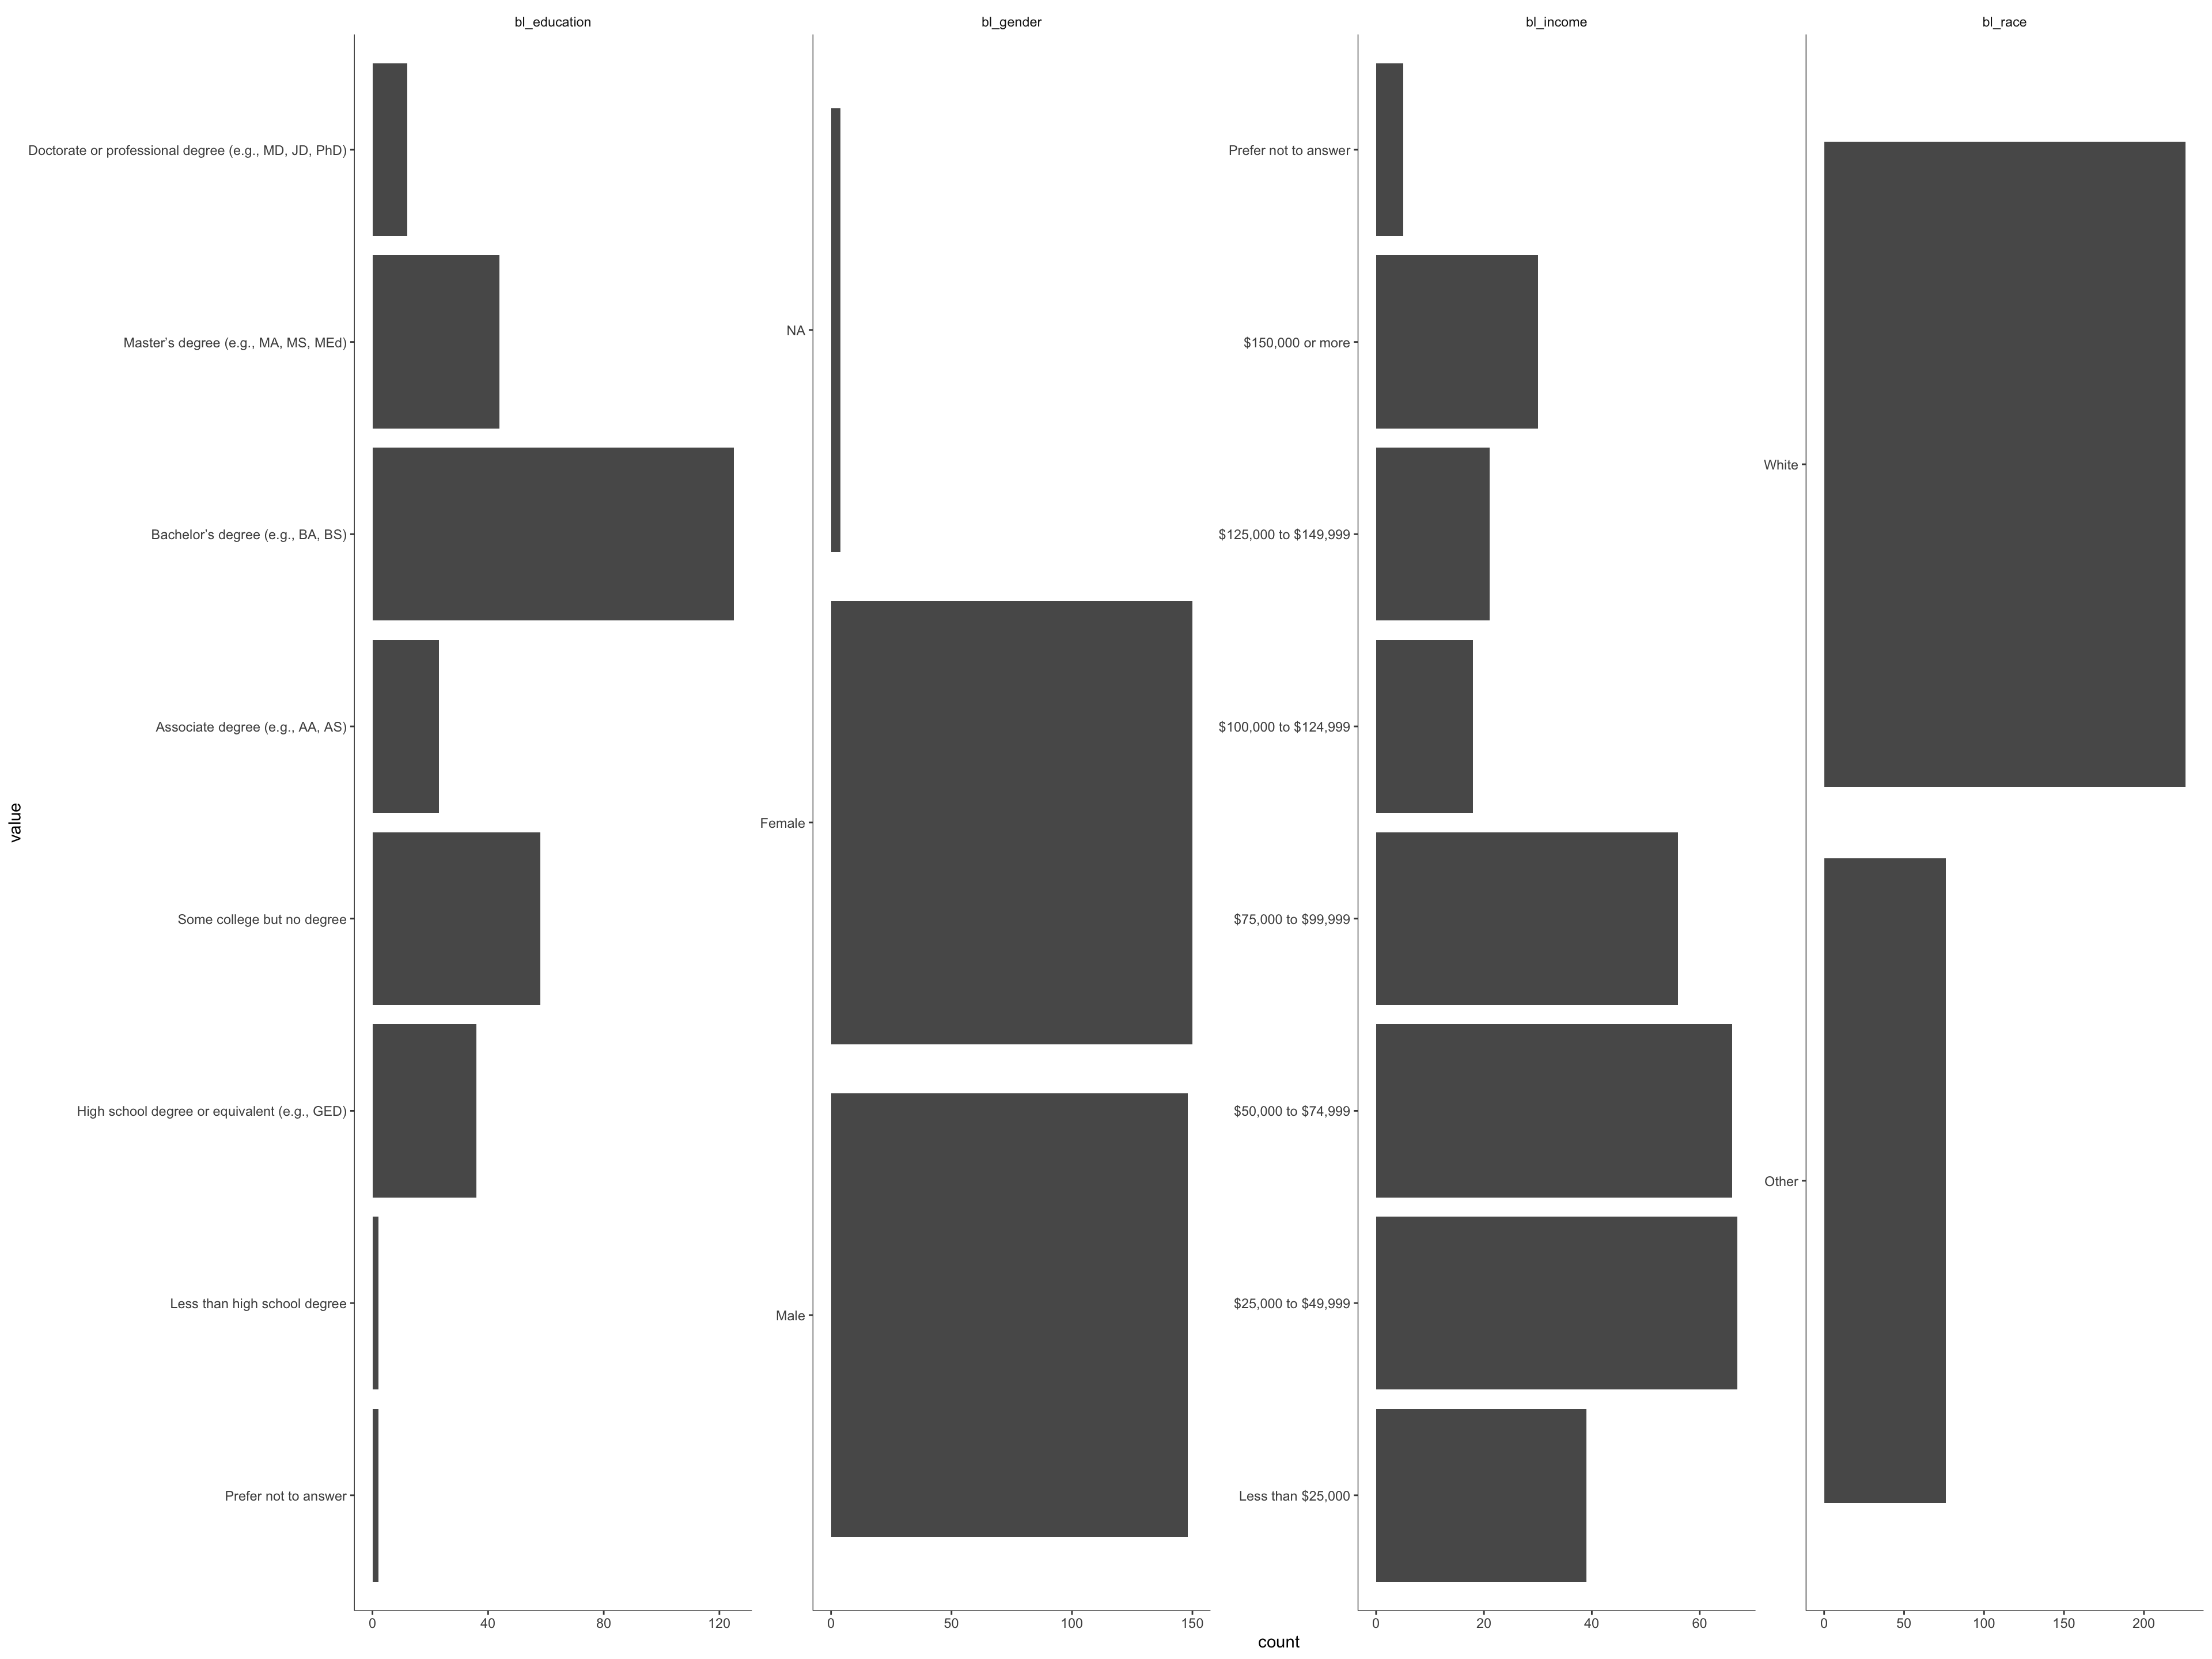 bl_education
bl_gender
bl_income
bl_race
value
Doctorate or professional degree (e.g., MD, JD, PhD)
Master’s degree (e.g., MA, MS, MEd)
Bachelor’s degree (e.g., BA, BS)
Associate degree (e.g., AA, AS)
Some college but no degree
High school degree or equivalent (e.g., GED)
Less than high school degree
Prefer not to answer
0 40 80 120
NA
Female
Male
0 50 100 150
Prefer not to answer
$150,000 or more
$125,000 to $149,999
$100,000 to $124,999
$75,000 to $99,999
$50,000 to $74,999
$25,000 to $49,999
Less than $25,000
0 20 40 60
White
Other
0 50 100 150 200
count